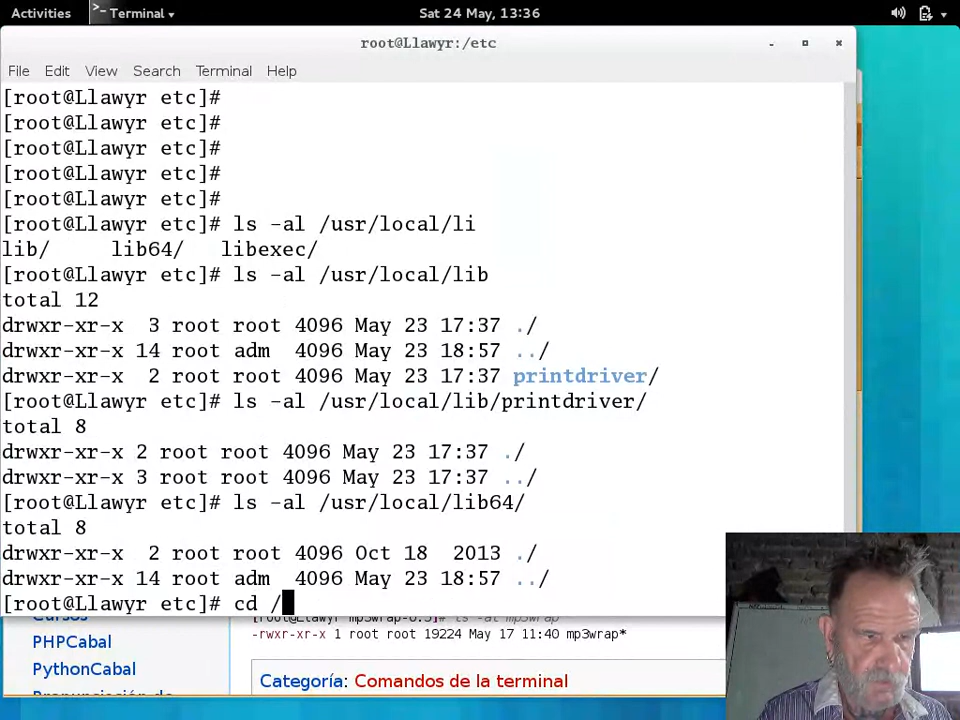 Activities >_ Terminal ▾ Sat 24 May, 13:36
root@Llawyr:/etc
File Edit View Search Terminal Help
[root@Llawyr etc]#
[root@Llawyr etc]#
[root@Llawyr etc]#
[root@Llawyr etc]#
[root@Llawyr etc]#
[root@Llawyr etc]# ls -al /usr/local/li
lib/ lib64/ libexec/
[root@Llawyr etc]# ls -al /usr/local/lib
total 12
drwxr-xr-x 3 root root 4096 May 23 17:37 ./
drwxr-xr-x 14 root adm 4096 May 23 18:57 ../
drwxr-xr-x 2 root root 4096 May 23 17:37 printdriver/
[root@Llawyr etc]# ls -al /usr/local/lib/printdriver/
total 8
drwxr-xr-x 2 root root 4096 May 23 17:37 ./
drwxr-xr-x 3 root root 4096 May 23 17:37 ../
[root@Llawyr etc]# ls -al /usr/local/lib64/
total 8
drwxr-xr-x 2 root root 4096 Oct 18 2013 ./
drwxr-xr-x 14 root adm 4096 May 23 18:57 ../
[root@Llawyr etc]# cd /
Cursos
PHPCabal
PythonCabal
Pronunciación de
[root@Llawyr mp3wrap-0.5]# ls -al mp3wrap
-rwxr-xr-x 1 root root 19224 May 17 11:40 mp3wrap*
Categoría: Comandos de la terminal